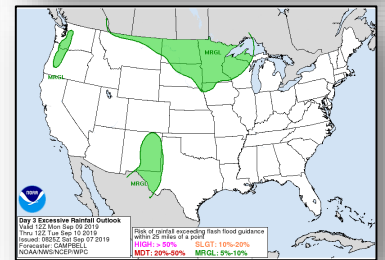 MRGL
MRGL
MRGL
NOAA
Day 3 Excessive Rainfall Outlook
Valid 12Z Mon Sep 09 2019
Thru 12Z Tue Sep 10 2019
Issued: 0825Z Sat Sep 07 2019
Forecaster: CAMPBELL
NOAA/NWS/NCEP/WPC
Risk of rainfall exceeding flash flood guidance
within 25 miles of a point
HIGH: > 50% SLGT: 10%-20%
MDT: 20%-50% MRGL: 5%-10%